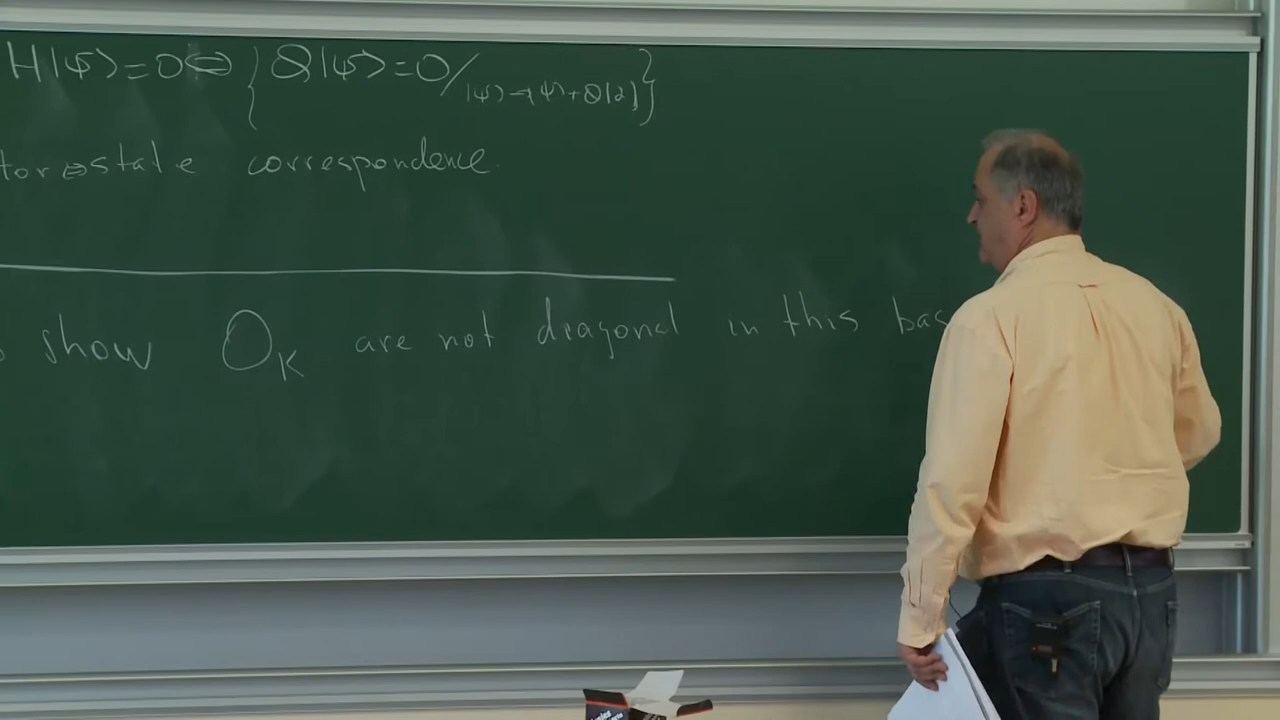 H|ψ⟩=0⇔{Q|ψ⟩=0/|ψ⟩→|ψ⟩+Q|α⟩}
tor⇔state correspondence.
show O_K are not diagonal in this bas